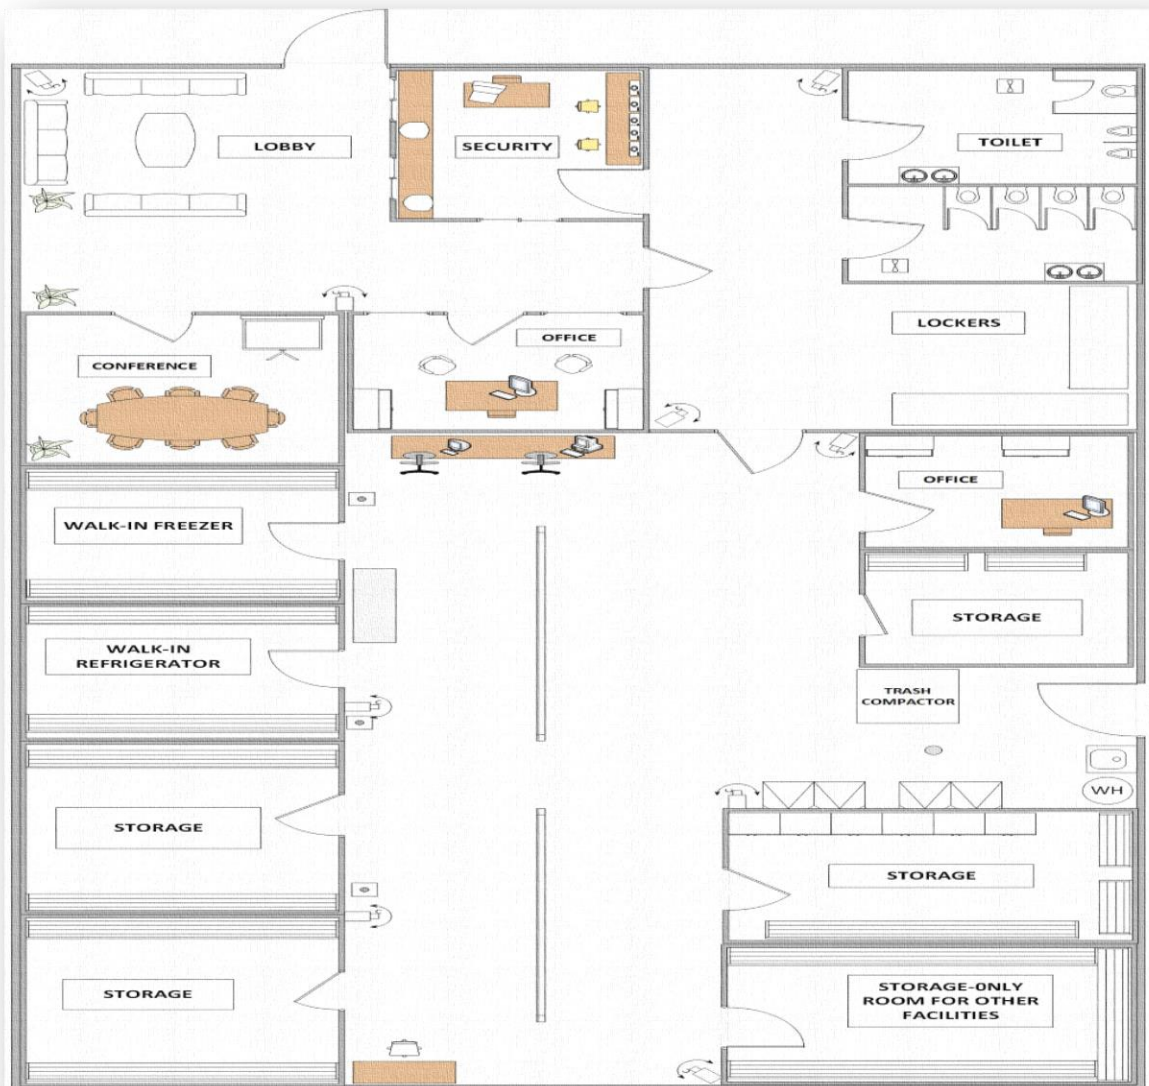 LOBBY
SECURITY
TOILET
LOCKERS
OFFICE
CONFERENCE
OFFICE
WALK-IN FREEZER
STORAGE
WALK-IN
REFRIGERATOR
TRASH
COMPACTOR
WH
STORAGE
STORAGE
STORAGE
STORAGE-0NLY
ROOM FOR OTHER
FACILITIES